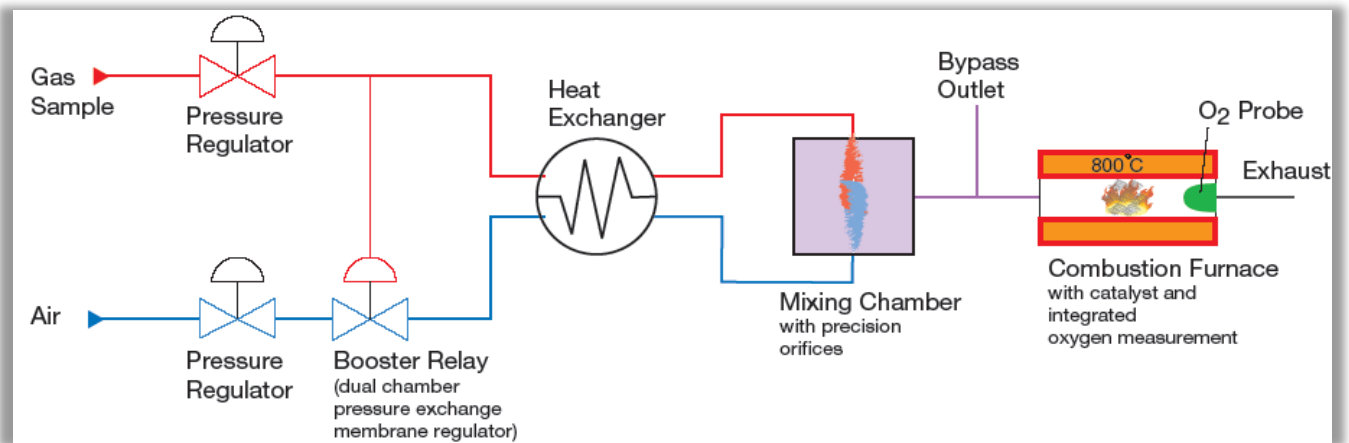 Gas
Sample
Pressure
Regulator
Heat
Exchanger
Bypass
Outlet
O₂ Probe
800°C
Exhaust
Air
Pressure
Regulator
Booster Relay
(dual chamber
pressure exchange
membrane regulator)
Mixing Chamber
with precision
orifices
Combustion Furnace
with catalyst and
integrated
oxygen measurement